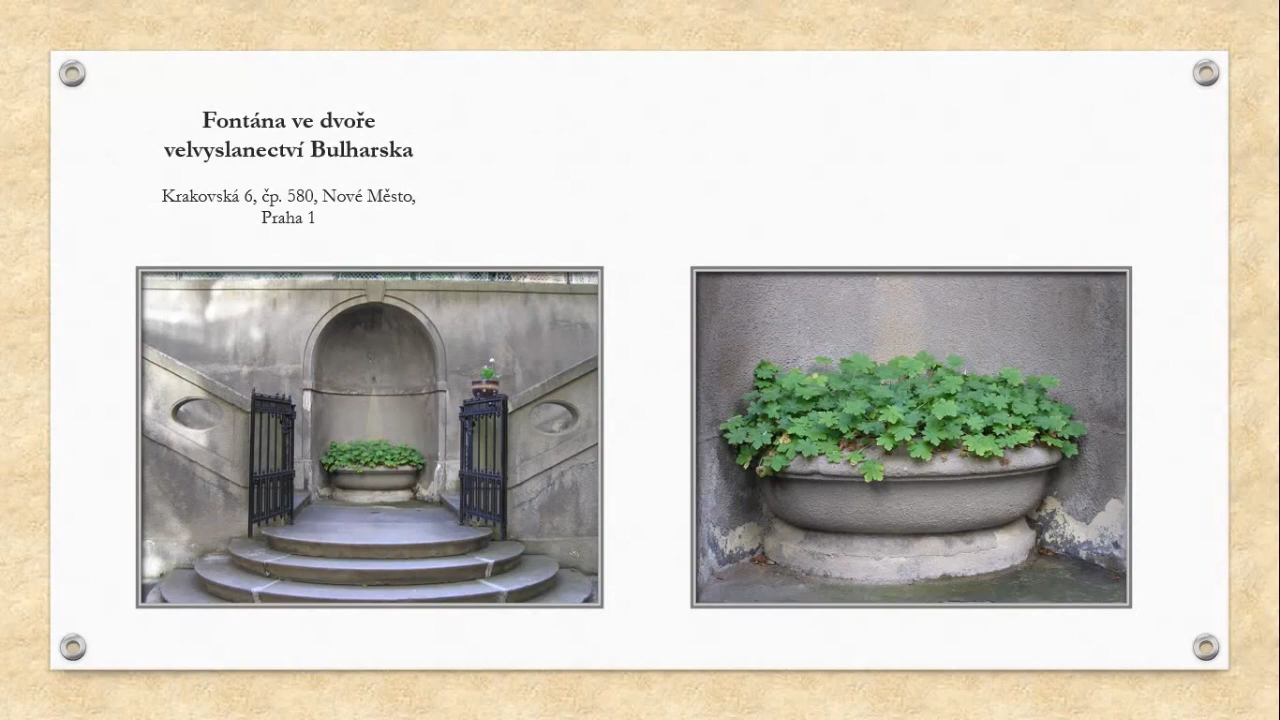 Fontána ve dvoře
velvyslanectví Bulharska
Krakovská 6, čp. 580, Nové Město,
Praha 1